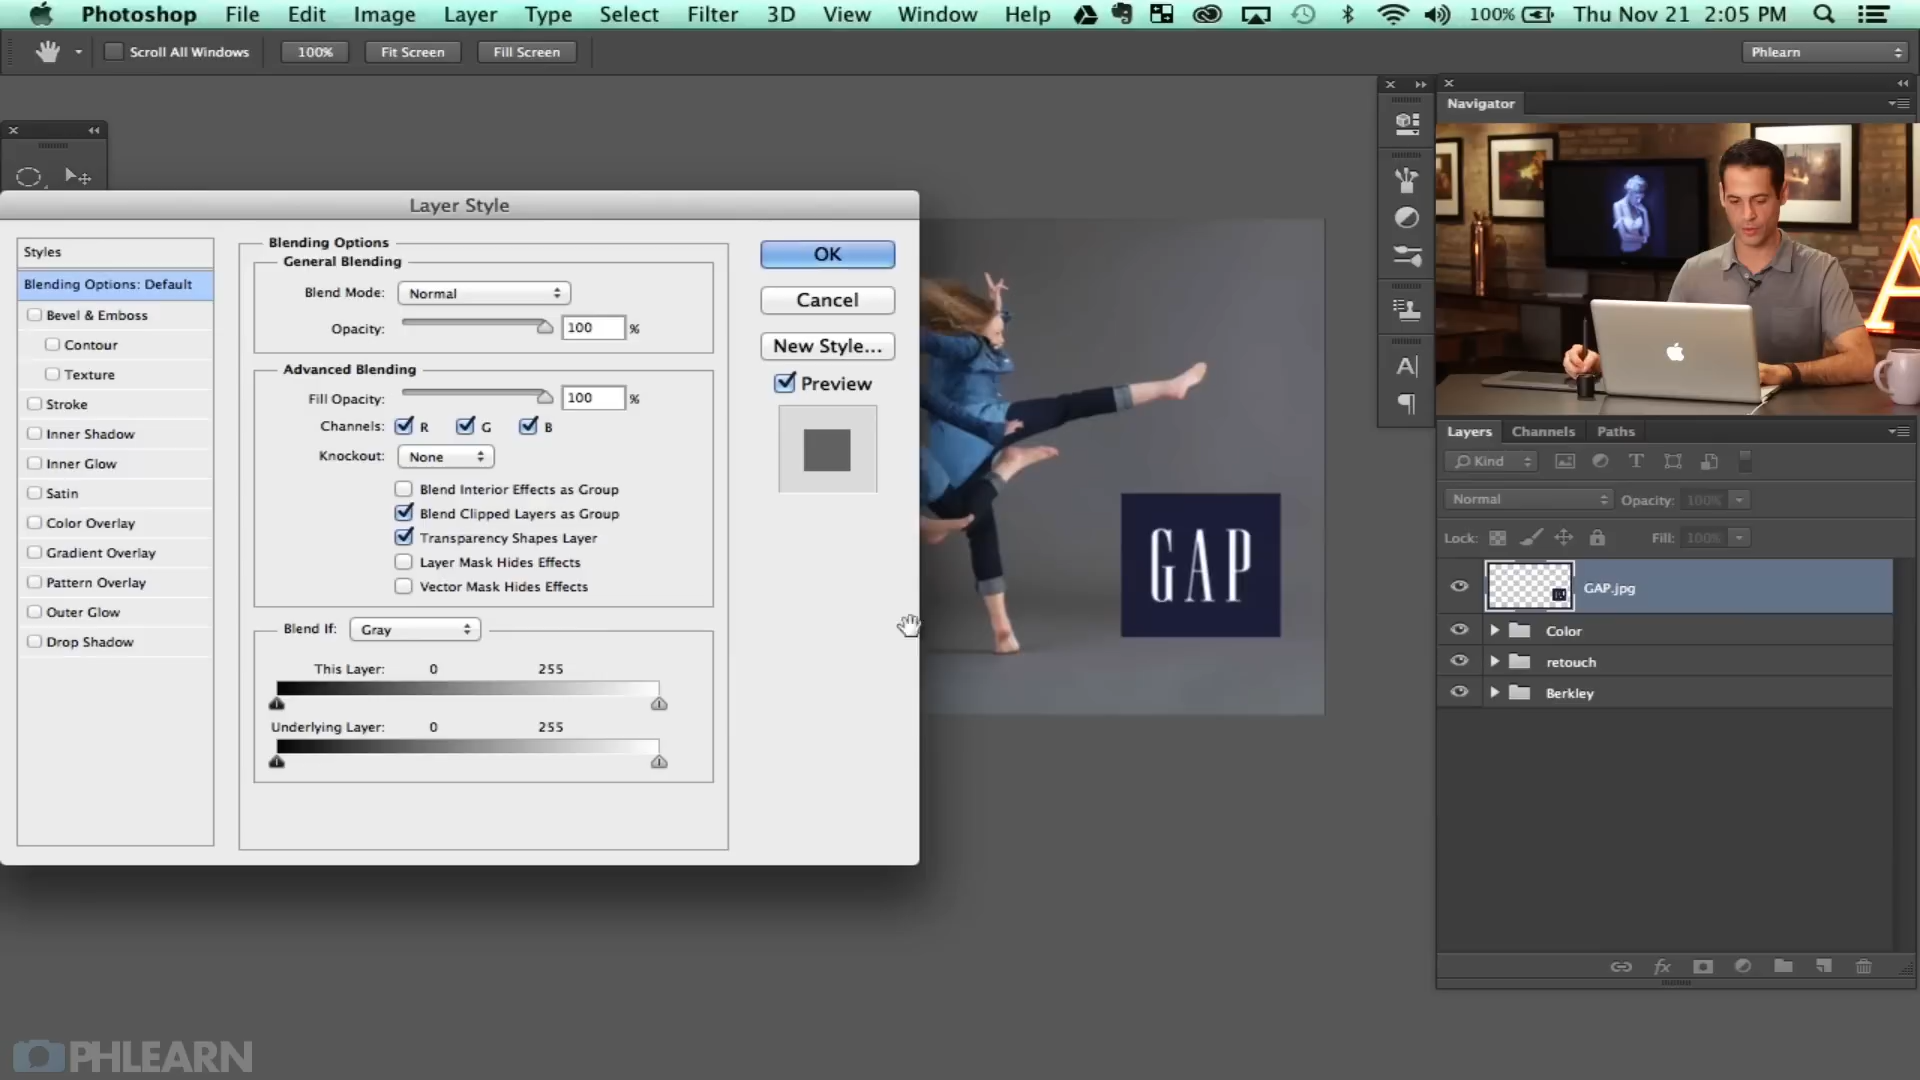 Photoshop File Edit Image Layer Type Select Filter 3D View Window Help 100% Thu Nov 21 2:05 PM
Scroll All Windows 100% Fit Screen Fill Screen Phlearn
Navigator
Layer Style
Styles
Blending Options: Default
Bevel & Emboss
Contour
Texture
Stroke
Inner Shadow
Inner Glow
Satin
Color Overlay
Gradient Overlay
Pattern Overlay
Outer Glow
Drop Shadow
Blending Options
General Blending
Blend Mode: Normal
Opacity: 100 %
Advanced Blending
Fill Opacity: 100 %
Channels: R G B
Knockout: None
Blend Interior Effects as Group
Blend Clipped Layers as Group
Transparency Shapes Layer
Layer Mask Hides Effects
Vector Mask Hides Effects
Blend If: Gray
This Layer: 0 255
Underlying Layer: 0 255
OK
Cancel
New Style...
Preview
GAP
A
Layers Channels Paths
Kind
Normal Opacity: 100%
Lock: Fill: 100%
GAP.jpg
Color
retouch
Berkley
PHLEARN